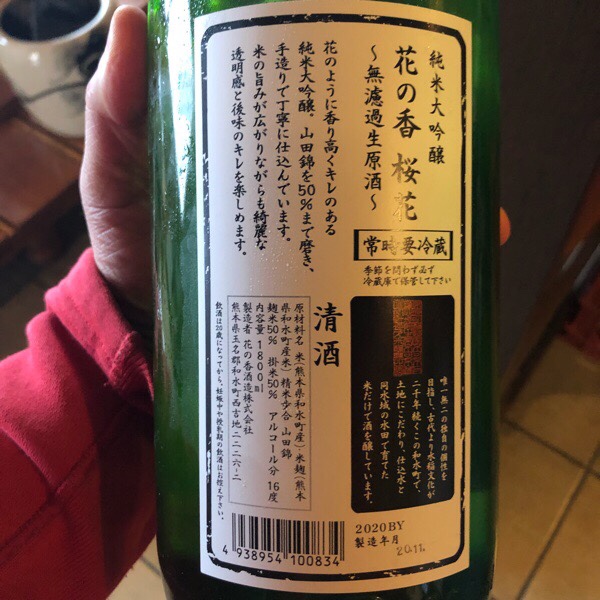 純米大吟醸
花の香 桜花
〜無濾過生原酒〜
花のように香り高くキレのある
純米大吟醸。山田錦を50%まで磨き、
手造りで丁寧に仕込んでいます。
米の旨みが広がりながらも綺麗な
透明感と後味のキレを楽しめます。
常時要冷蔵
季節を問わず必ず
冷蔵庫で保管して下さい
唯一無二の独自の個性を
目指し、古代より水稲文化が
二千年続くこの和水町で、
土地にこだわり、仕込水と
同水域の水田で育てた
米だけで酒を醸しています。
清酒
原材料名 米(熊本県和水町産) 米麹(熊本
県和水町産米) 精米歩合 山田錦
麹米50% 掛米50% アルコール分 16度
内容量 1800ml
製造者 花の香酒造株式会社
熊本県玉名郡和水町西吉地二二二六-二
飲酒は20歳になってから。妊娠中や授乳期の飲酒はお控え下さい。
4 938954 100834
2020BY
製造年月 20.11.